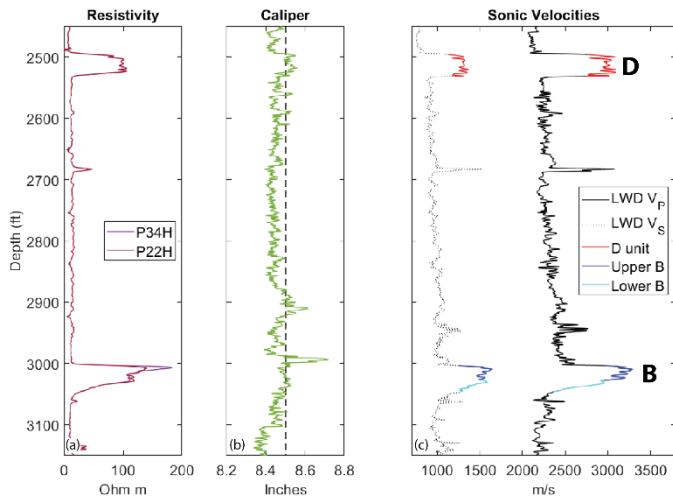 Resistivity
Caliper
Sonic Velocities
2500
2600
2700
2800
2900
3000
3100
Depth (ft)
P34H
P22H
(a)
0
100
200
Ohm m
(b)
8.2
8.4
8.6
8.8
Inches
D
LWD VP
LWD VS
D unit
Upper B
Lower B
B
(c)
1000
1500
2000
2500
3000
3500
m/s